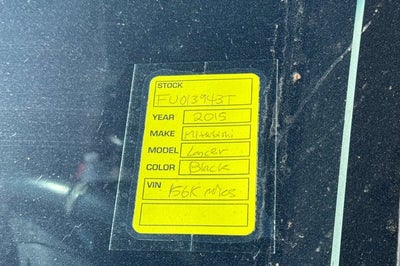 STOCK
FU013943T
YEAR 2015
MAKE Mitsubishi
MODEL Lancer
COLOR Black
VIN 156K miles